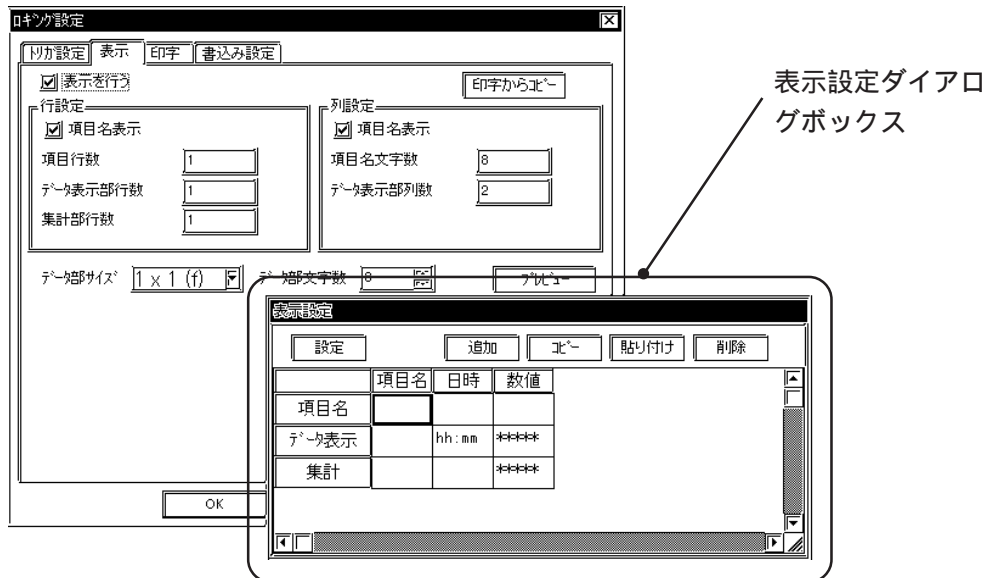 ﾛｷﾞﾝｸﾞ設定
ﾄﾘｶﾞ設定 表示 印字 書込み設定
表示を行う
印字からｺﾋﾟｰ
行設定
項目名表示
項目行数 1
ﾃﾞｰﾀ表示部行数 1
集計部行数 1
列設定
項目名表示
項目名文字数 8
ﾃﾞｰﾀ表示部列数 2
ﾃﾞｰﾀ部ｻｲｽﾞ 1 x 1 (f) ﾃﾞｰﾀ部文字数 8 ﾌﾟﾚﾋﾞｭｰ
OK
表示設定
設定 追加 ｺﾋﾟｰ 貼り付け 削除
項目名 日時 数値
項目名
ﾃﾞｰﾀ表示 hh:mm *****
集計 *****
表示設定ダイアロ
グボックス